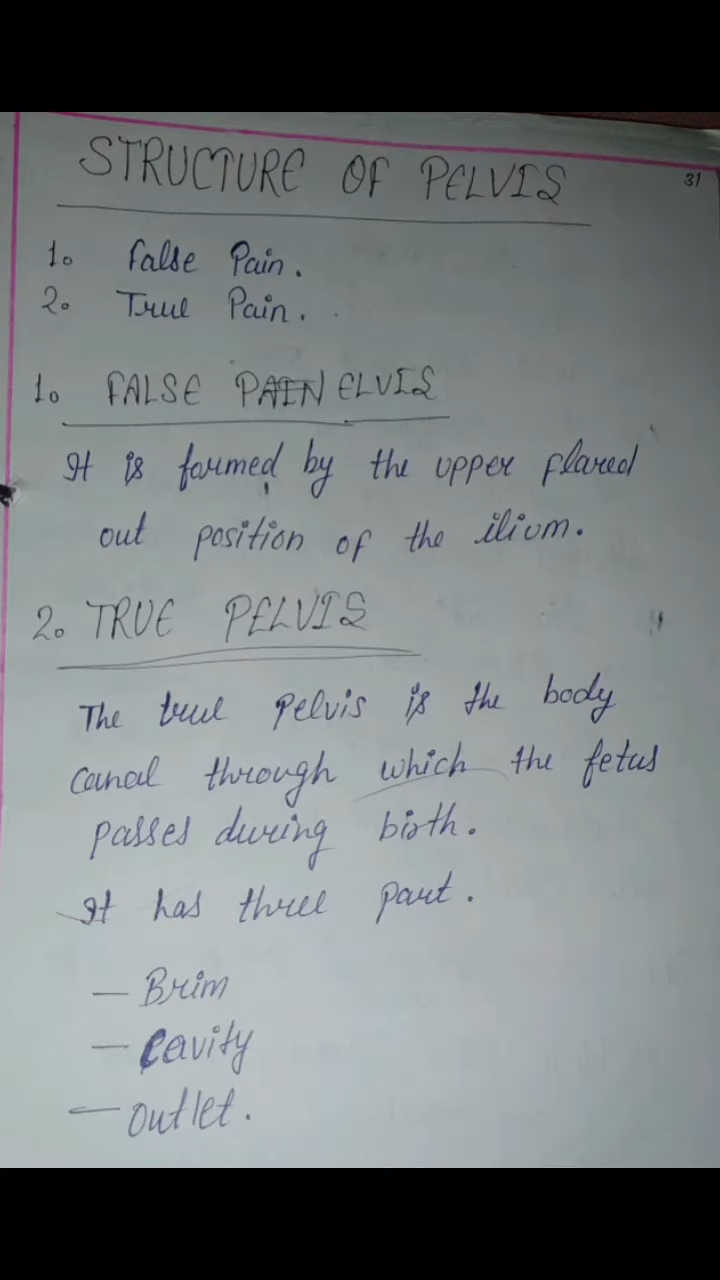 STRUCTURE OF PELVIS
31
1. False Pain.
2. True Pain.
1. FALSE PAIN ELVIS
It is formed by the upper flared
out position of the ilium.
2. TRUE PELVIS
The true pelvis is the body
canal through which the fetus
passes during birth.
It has three part.
— Brim
— Cavity
— outlet.